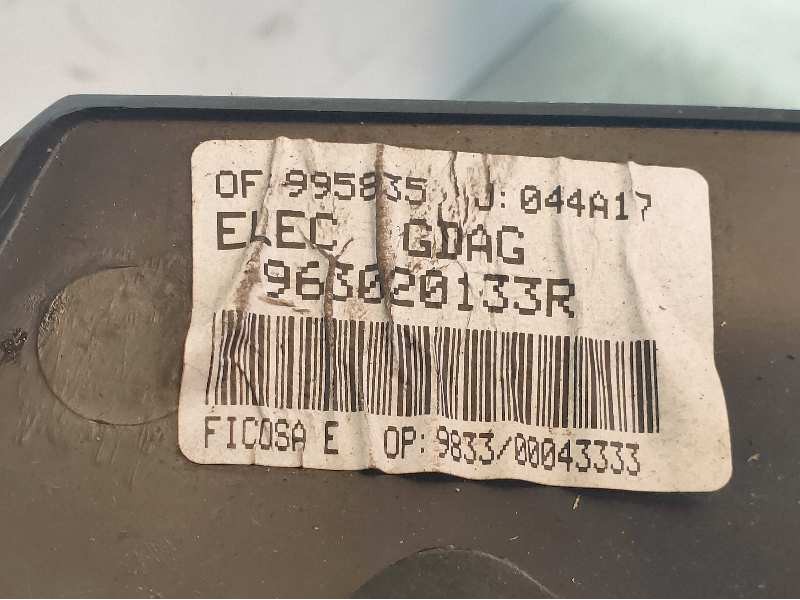 OF 995835 J: 044A17
ELEC GDAG
963020133R
FICOSA E OP: 9833/00043333